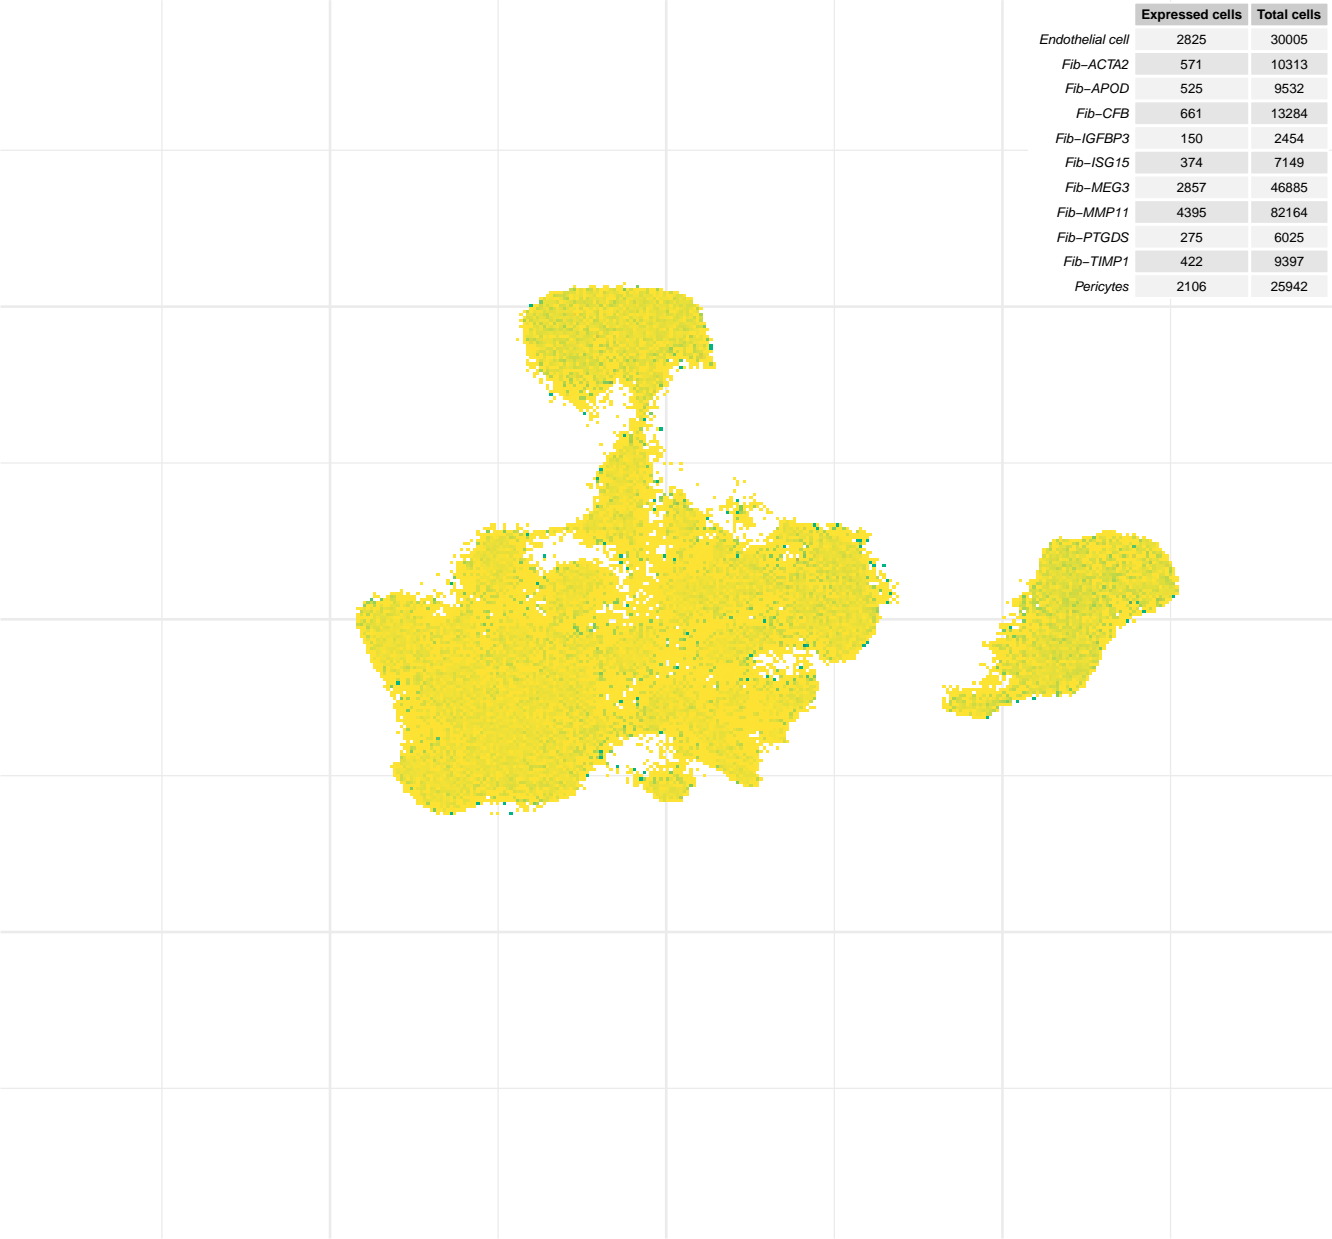 Expressed cells Total cells
Endothelial cell 2825 30005
Fib−ACTA2 571 10313
Fib−APOD 525 9532
Fib−CFB 661 13284
Fib−IGFBP3 150 2454
Fib−ISG15 374 7149
Fib−MEG3 2857 46885
Fib−MMP11 4395 82164
Fib−PTGDS 275 6025
Fib−TIMP1 422 9397
Pericytes 2106 25942